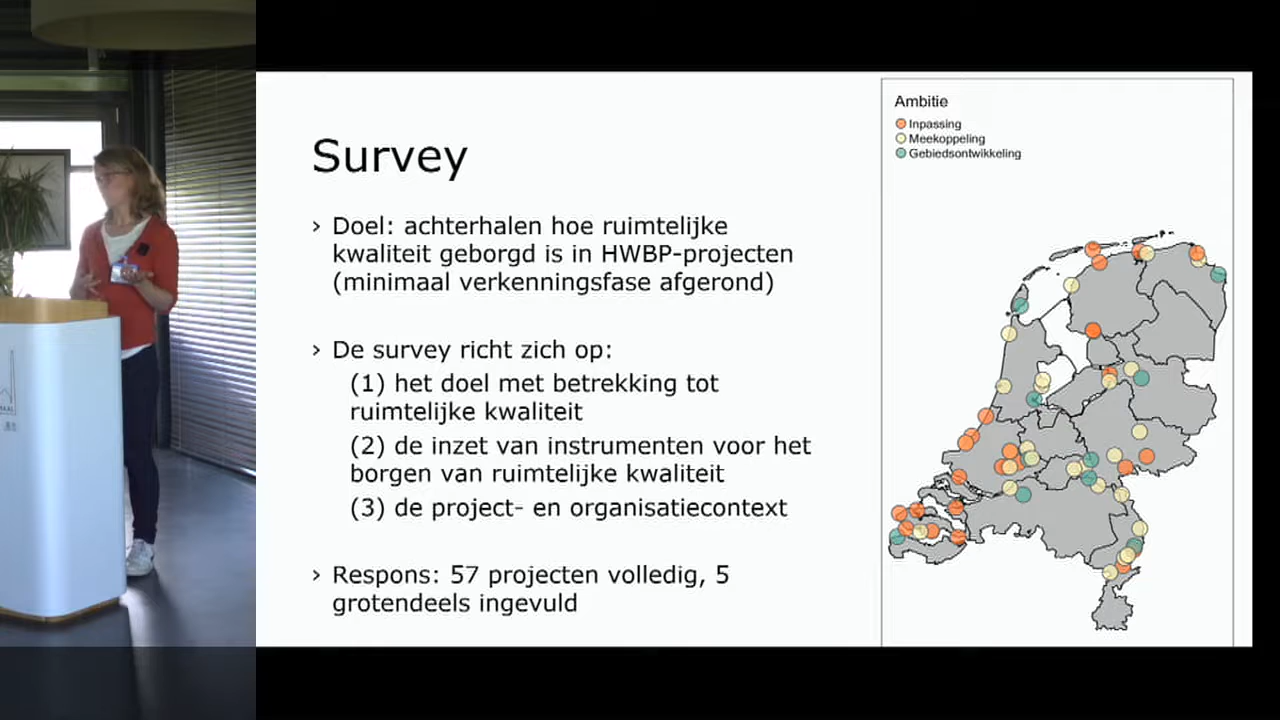 Survey
› Doel: achterhalen hoe ruimtelijke
kwaliteit geborgd is in HWBP-projecten
(minimaal verkenningsfase afgerond)
› De survey richt zich op:
(1) het doel met betrekking tot
ruimtelijke kwaliteit
(2) de inzet van instrumenten voor het
borgen van ruimtelijke kwaliteit
(3) de project- en organisatiecontext
› Respons: 57 projecten volledig, 5
grotendeels ingevuld
Ambitie
Inpassing
Meekoppeling
Gebiedsontwikkeling